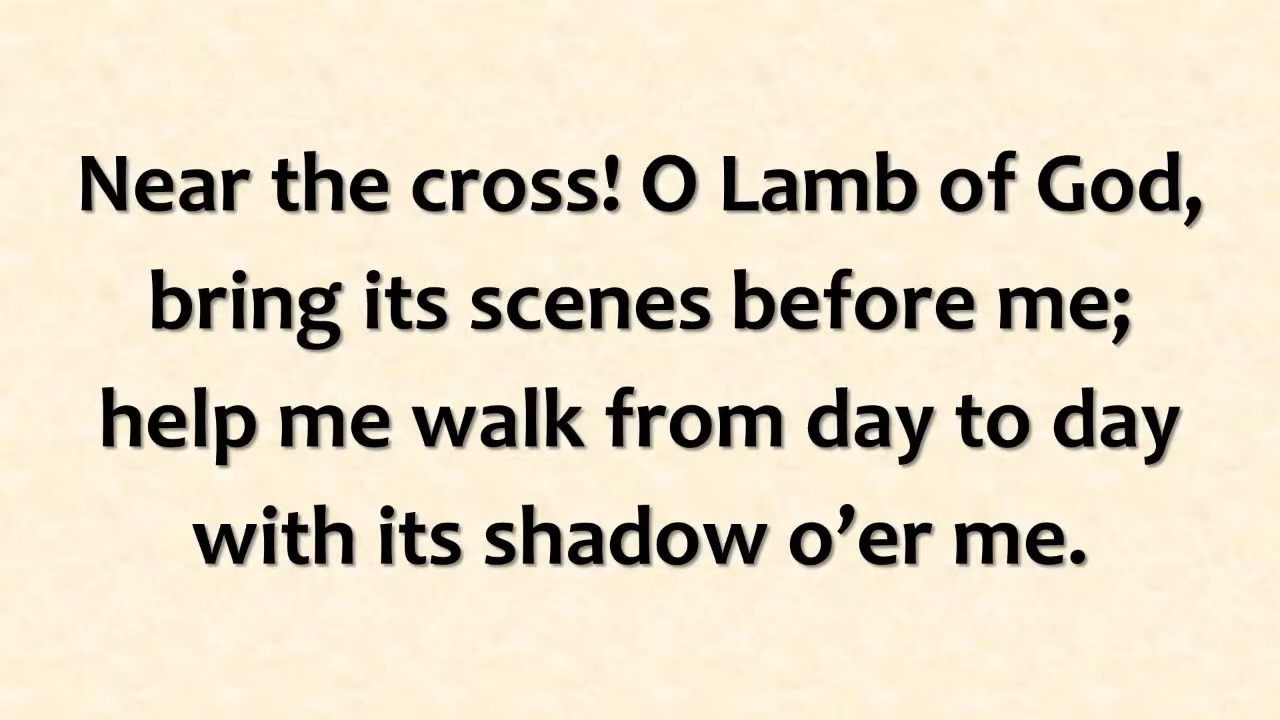 Near the cross! O Lamb of God,
bring its scenes before me;
help me walk from day to day
with its shadow o’er me.